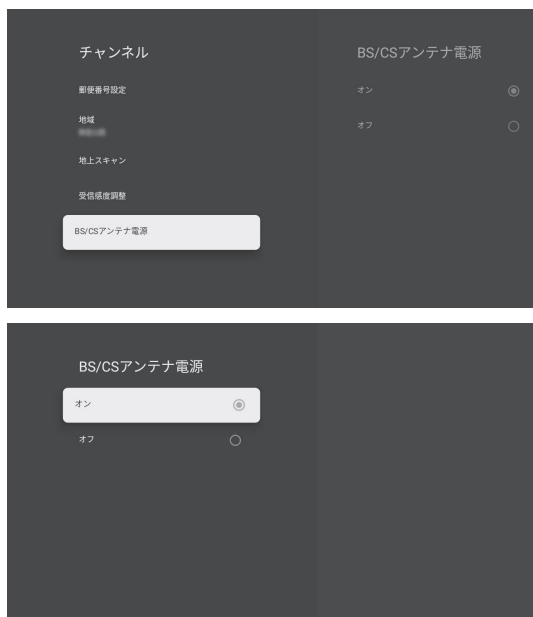 チャンネル
郵便番号設定
地域
地上スキャン
受信感度調整
BS/CSアンテナ電源
BS/CSアンテナ電源
オン
オフ
BS/CSアンテナ電源
オン
オフ